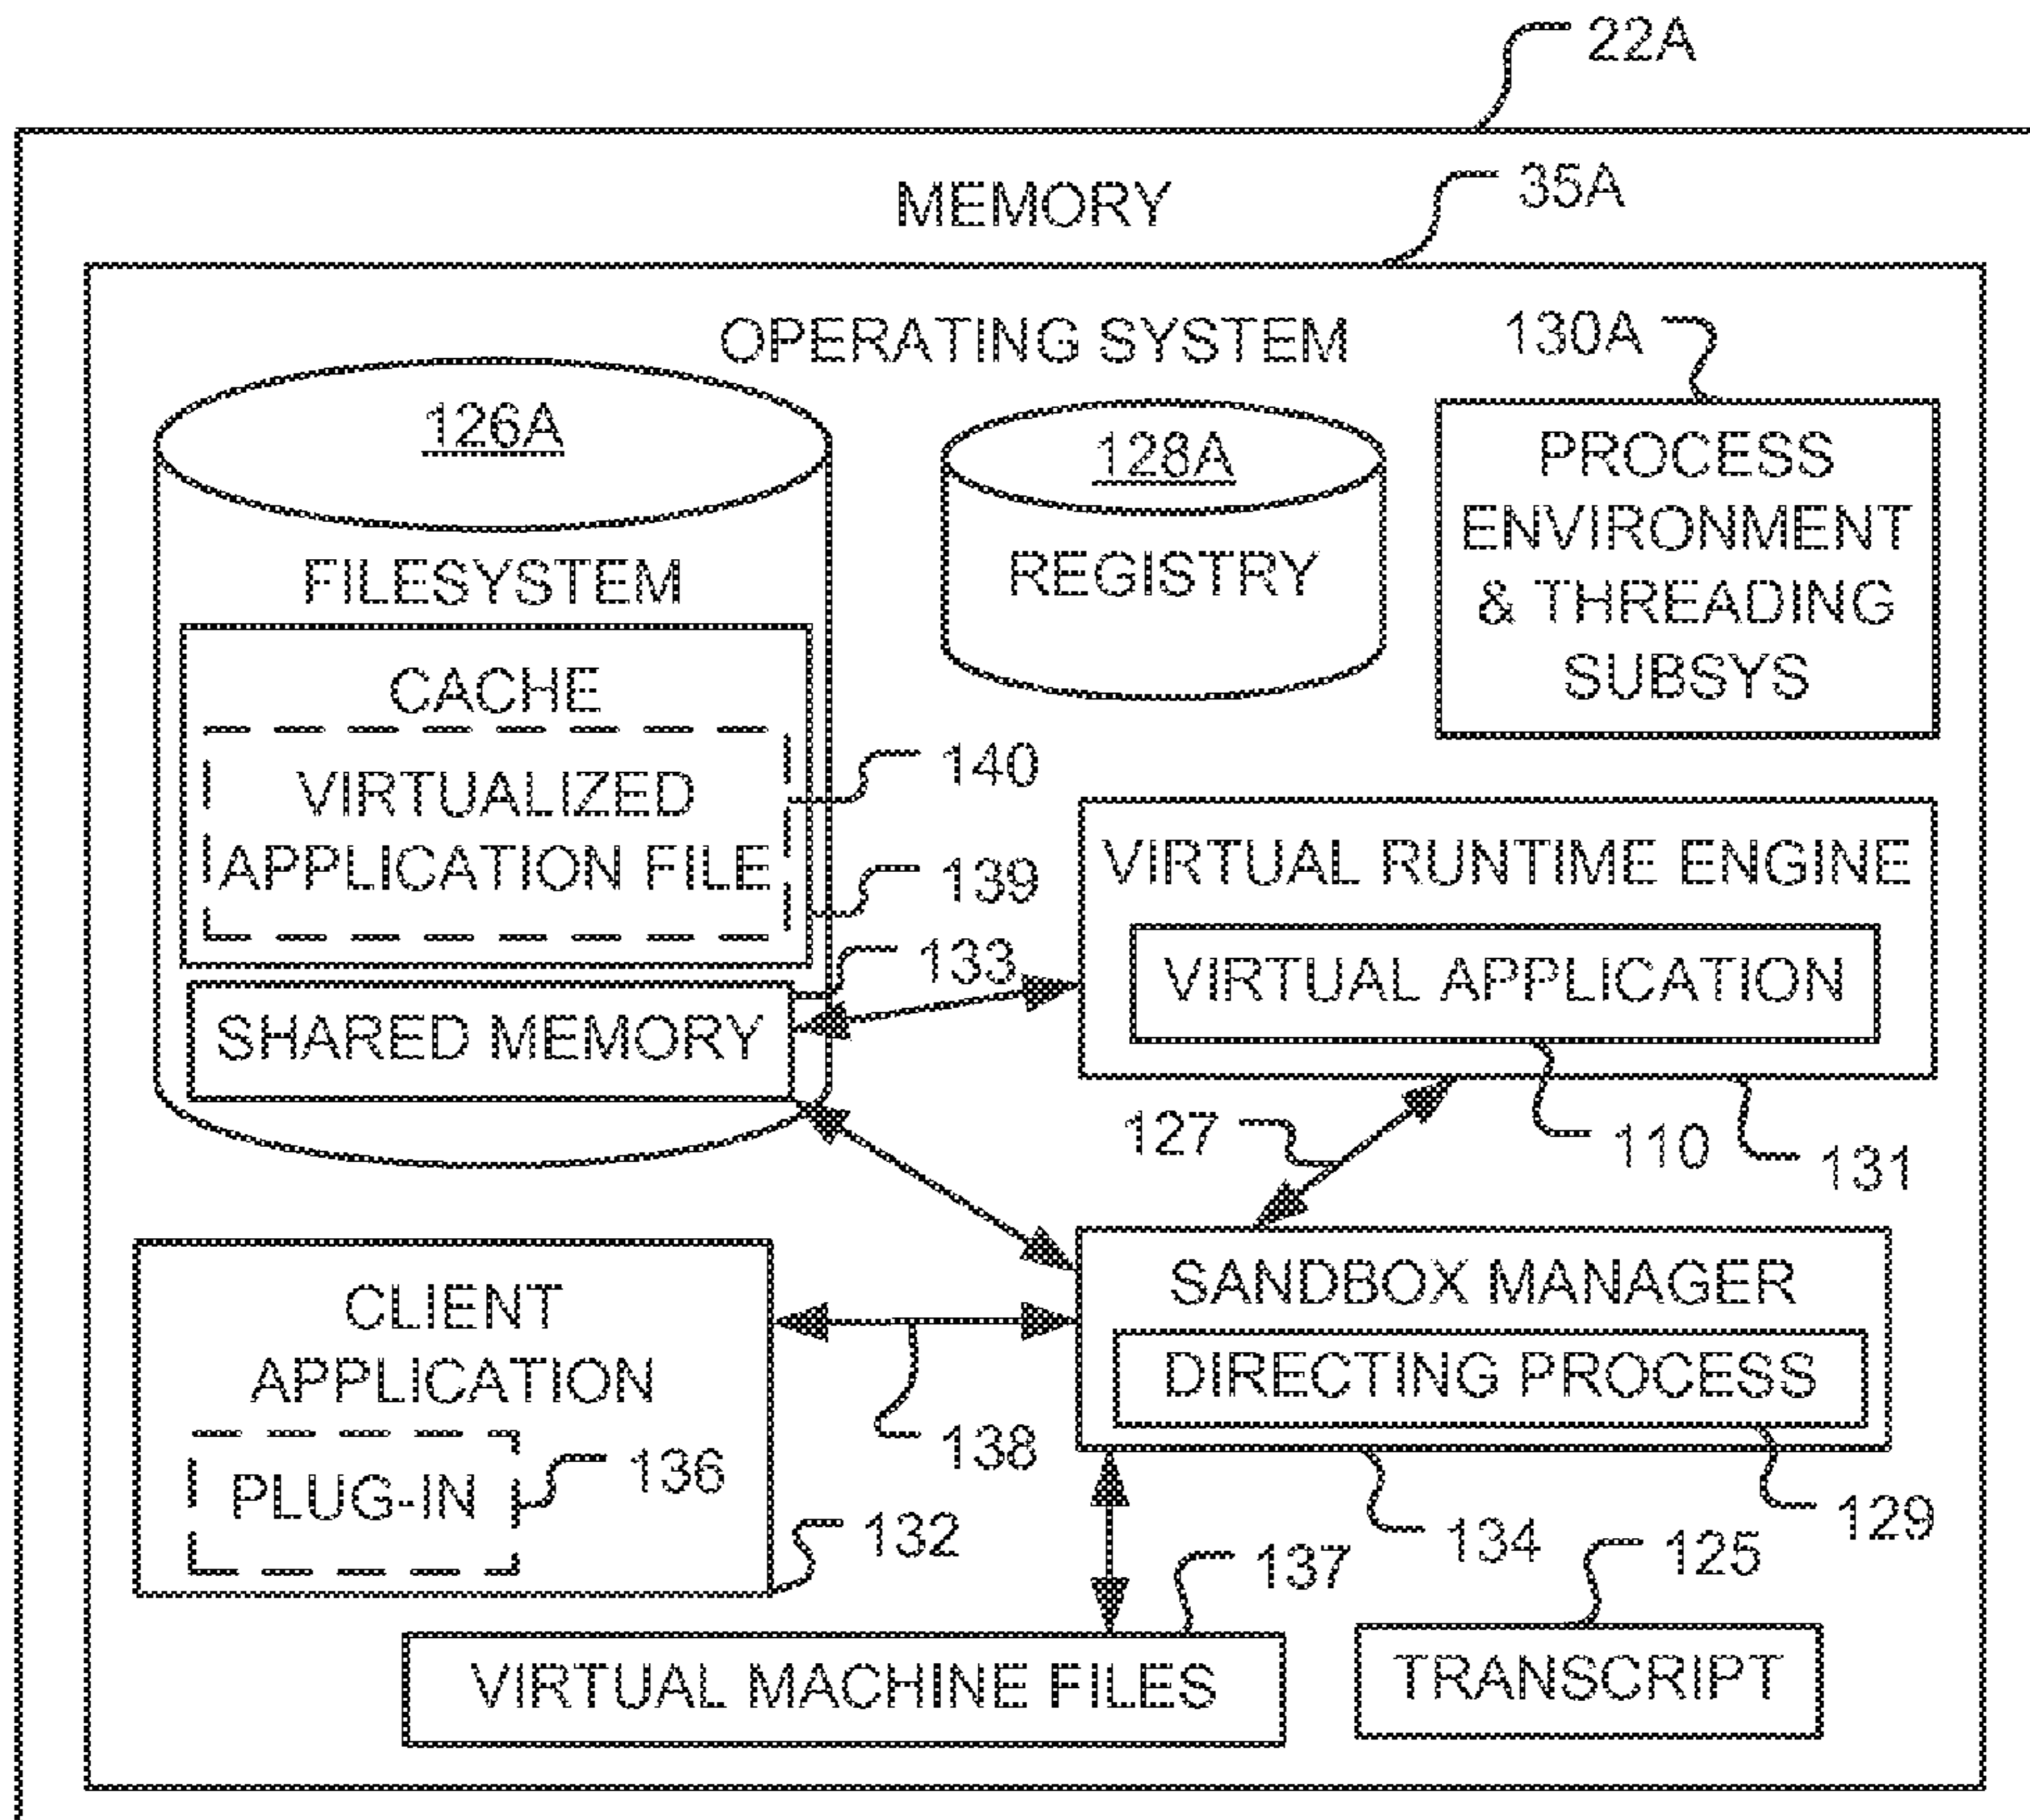 22A
MEMORY
35A
OPERATING SYSTEM
130A
126A
128A
PROCESS
ENVIRONMENT
& THREADING
SUBSYS
FILESYSTEM
REGISTRY
CACHE
VIRTUALIZED
APPLICATION FILE
140
139
VIRTUAL RUNTIME ENGINE
VIRTUAL APPLICATION
133
SHARED MEMORY
127
110
131
SANDBOX MANAGER
DIRECTING PROCESS
CLIENT
APPLICATION
PLUG-IN
136
138
132
134
129
137
125
VIRTUAL MACHINE FILES
TRANSCRIPT